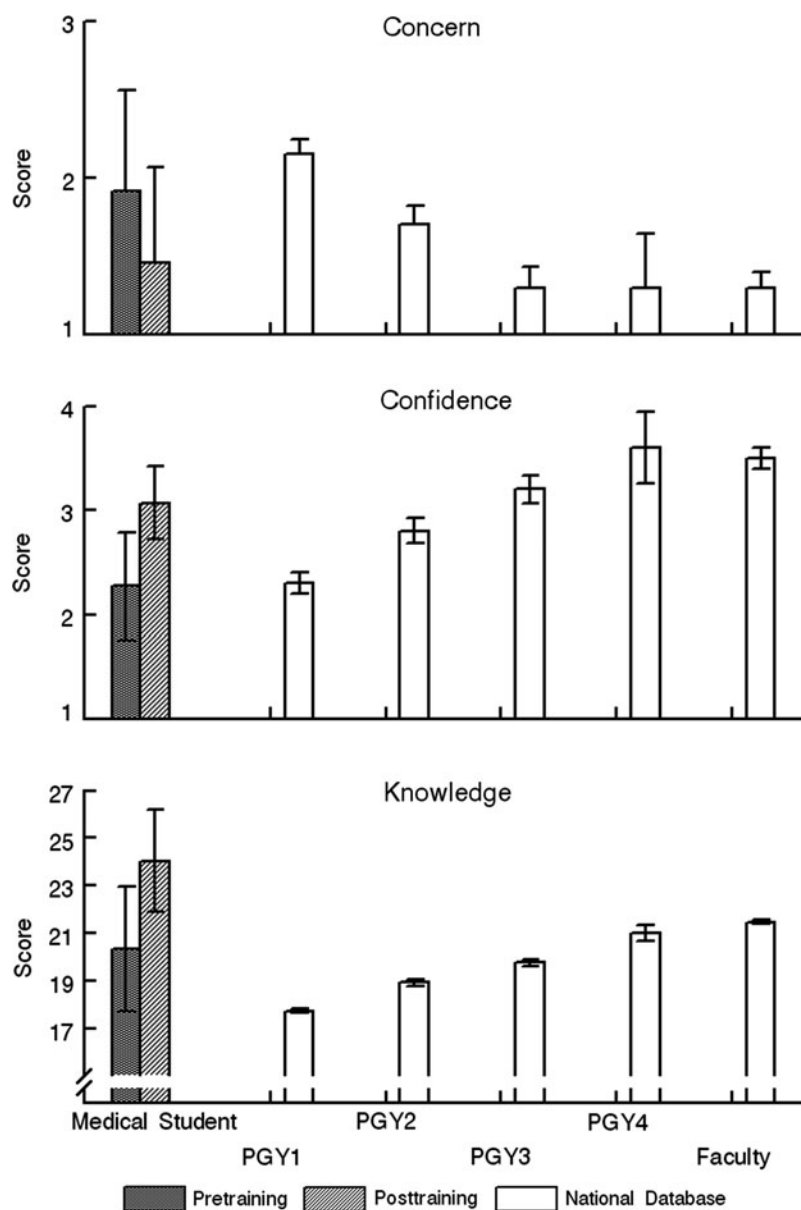 Concern
3
2
1
Score
Confidence
4
3
2
1
Score
Knowledge
27
25
23
21
19
17
Score
Medical Student PGY2 PGY4
PGY1 PGY3 Faculty
Pretraining Posttraining National Database